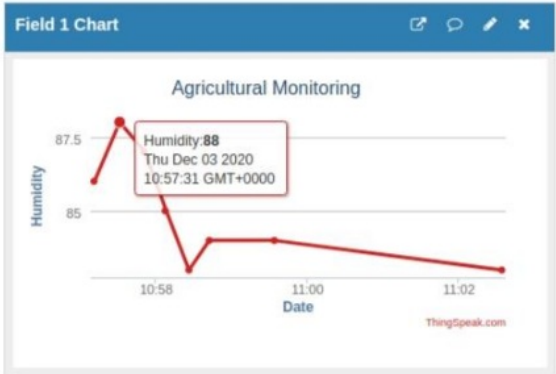 Field 1 Chart
Agricultural Monitoring
87.5
Humidity:88
Thu Dec 03 2020
10:57:31 GMT+0000
Humidity
85
10:58
11:00
11:02
Date
ThingSpeak.com